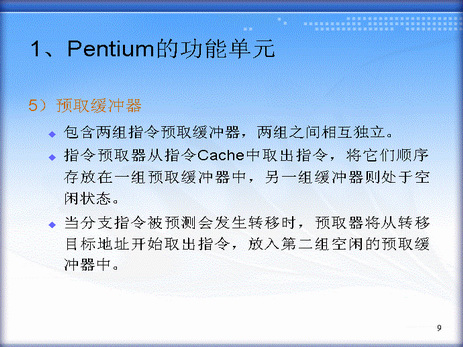 1、Pentium的功能单元
5）预取缓冲器
包含两组指令预取缓冲器，两组之间相互独立。
指令预取器从指令Cache中取出指令，将它们顺序
存放在一组预取缓冲器中，另一组缓冲器则处于空
闲状态。
当分支指令被预测会发生转移时，预取器将从转移
目标地址开始取出指令，放入第二组空闲的预取缓
冲器中。
9